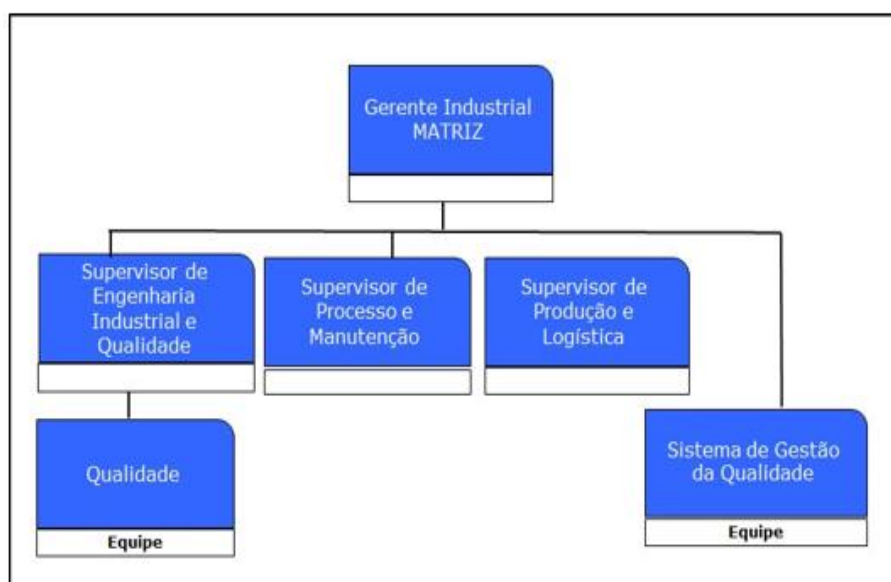 Gerente Industrial
MATRIZ
Supervisor de
Engenharia
Industrial e
Qualidade
Supervisor de
Processo e
Manutenção
Supervisor de
Produção e
Logística
Qualidade
Equipe
Sistema de Gestão
da Qualidade
Equipe